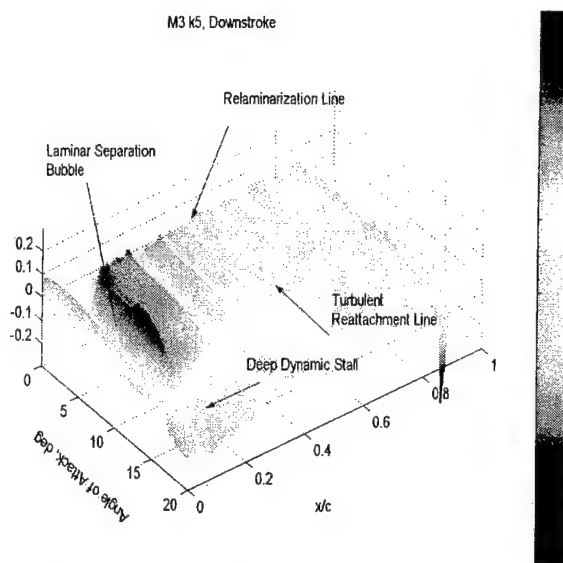 M3 k5, Downstroke
Relaminarization Line
Laminar Separation
Bubble
0.2
0.1
0
-0.1
-0.2
Turbulent
Reattachment Line
Deep Dynamic Stall
0
5
10
15
20
Angle of Attack, deg
0
0.2
0.4
0.6
0.8
1
x/c